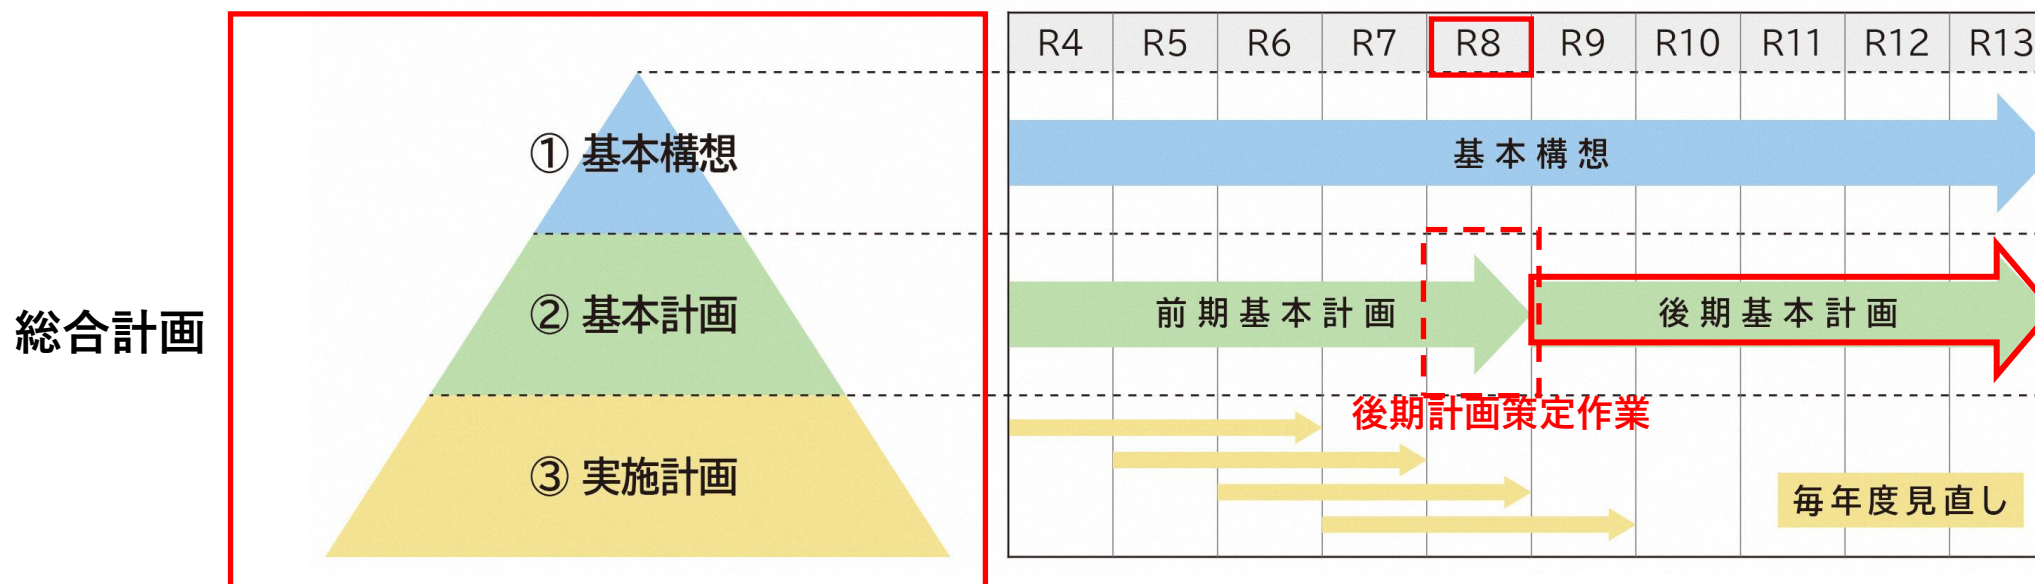 R4 R5 R6 R7 R8 R9 R10 R11 R12 R13
① 基本構想
基本構想
総合計画
② 基本計画
前期基本計画
後期基本計画
後期計画策定作業
③ 実施計画
毎年度見直し